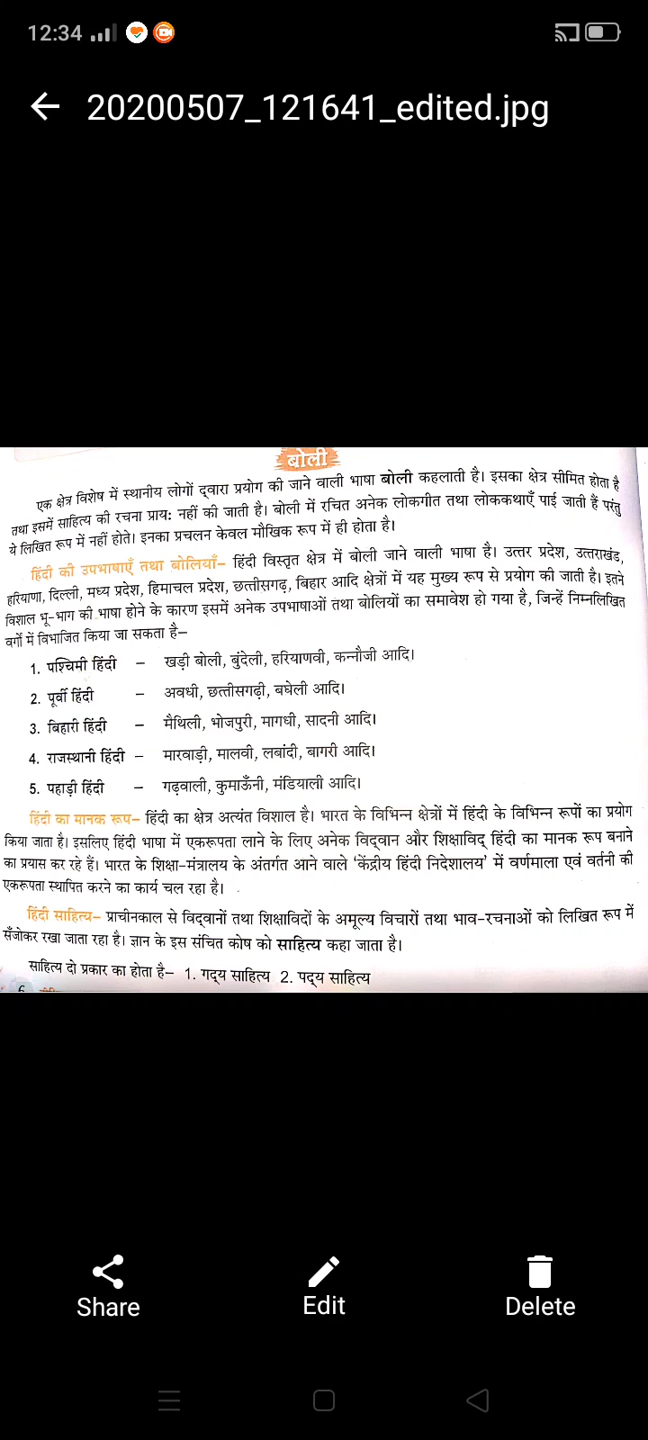 12:34
20200507_121641_edited.jpg
बोली
एक क्षेत्र विशेष में स्थानीय लोगों द्वारा प्रयोग की जाने वाली भाषा बोली कहलाती है। इसका क्षेत्र सीमित होता है
तथा इसमें साहित्य की रचना प्राय: नहीं की जाती है। बोली में रचित अनेक लोकगीत तथा लोककथाएँ पाई जाती हैं परंतु
ये लिखित रूप में नहीं होते। इनका प्रचलन केवल मौखिक रूप में ही होता है।
हिंदी की उपभाषाएँ तथा बोलियाँ– हिंदी विस्तृत क्षेत्र में बोली जाने वाली भाषा है। उत्तर प्रदेश, उत्तराखंड,
हरियाणा, दिल्ली, मध्य प्रदेश, हिमाचल प्रदेश, छत्तीसगढ़, बिहार आदि क्षेत्रों में यह मुख्य रूप से प्रयोग की जाती है। इतने
विशाल भू-भाग की भाषा होने के कारण इसमें अनेक उपभाषाओं तथा बोलियों का समावेश हो गया है, जिन्हें निम्नलिखित
वर्गों में विभाजित किया जा सकता है–
1. पश्चिमी हिंदी – खड़ी बोली, बुंदेली, हरियाणवी, कन्नौजी आदि।
2. पूर्वी हिंदी – अवधी, छत्तीसगढ़ी, बघेली आदि।
3. बिहारी हिंदी – मैथिली, भोजपुरी, मागधी, सादनी आदि।
4. राजस्थानी हिंदी – मारवाड़ी, मालवी, लबांदी, बागरी आदि।
5. पहाड़ी हिंदी – गढ़वाली, कुमाऊँनी, मंडियाली आदि।
हिंदी का मानक रूप– हिंदी का क्षेत्र अत्यंत विशाल है। भारत के विभिन्न क्षेत्रों में हिंदी के विभिन्न रूपों का प्रयोग
किया जाता है। इसलिए हिंदी भाषा में एकरूपता लाने के लिए अनेक विद्वान और शिक्षाविद् हिंदी का मानक रूप बनाने
का प्रयास कर रहे हैं। भारत के शिक्षा-मंत्रालय के अंतर्गत आने वाले 'केंद्रीय हिंदी निदेशालय' में वर्णमाला एवं वर्तनी की
एकरूपता स्थापित करने का कार्य चल रहा है।
हिंदी साहित्य– प्राचीनकाल से विद्वानों तथा शिक्षाविदों के अमूल्य विचारों तथा भाव-रचनाओं को लिखित रूप में
सँजोकर रखा जाता रहा है। ज्ञान के इस संचित कोष को साहित्य कहा जाता है।
साहित्य दो प्रकार का होता है– 1. गद्य साहित्य 2. पद्य साहित्य
6
Share Edit Delete